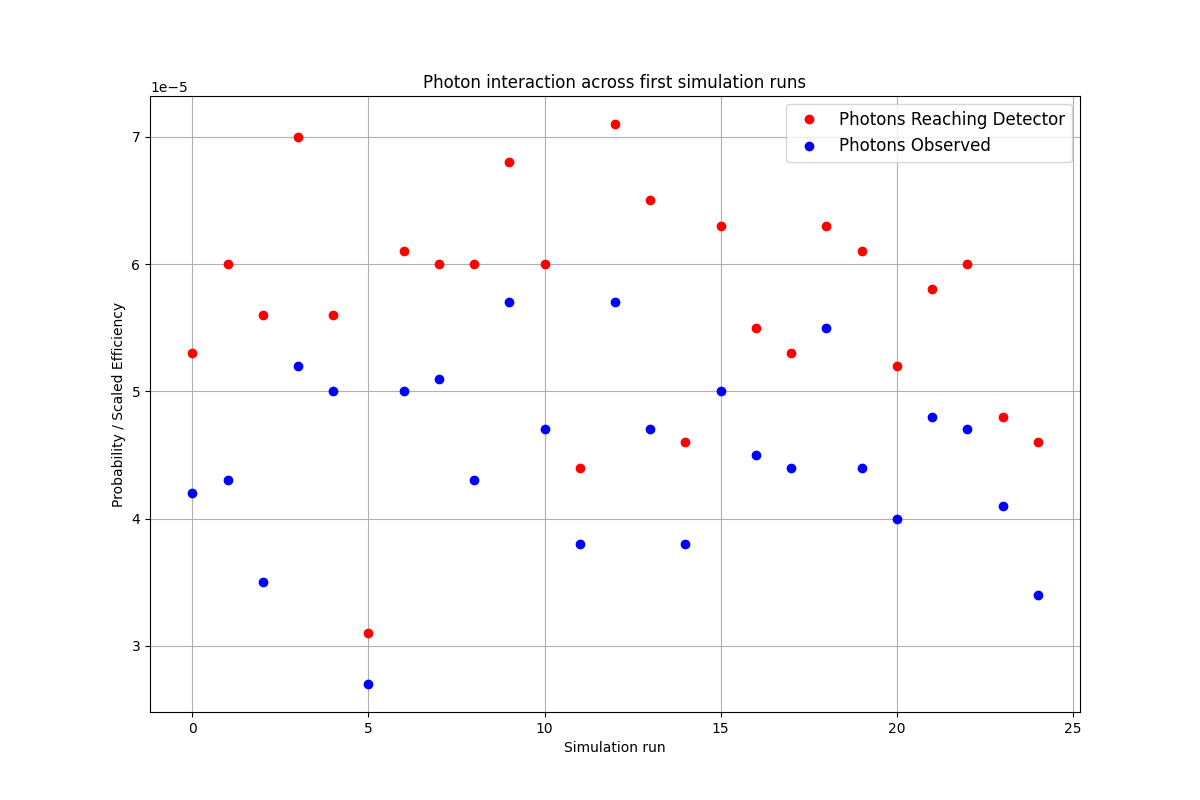 Photon interaction across first simulation runs
1e−5
Photons Reaching Detector
Photons Observed
7
6
5
4
3
Probability / Scaled Efficiency
0 5 10 15 20 25
Simulation run